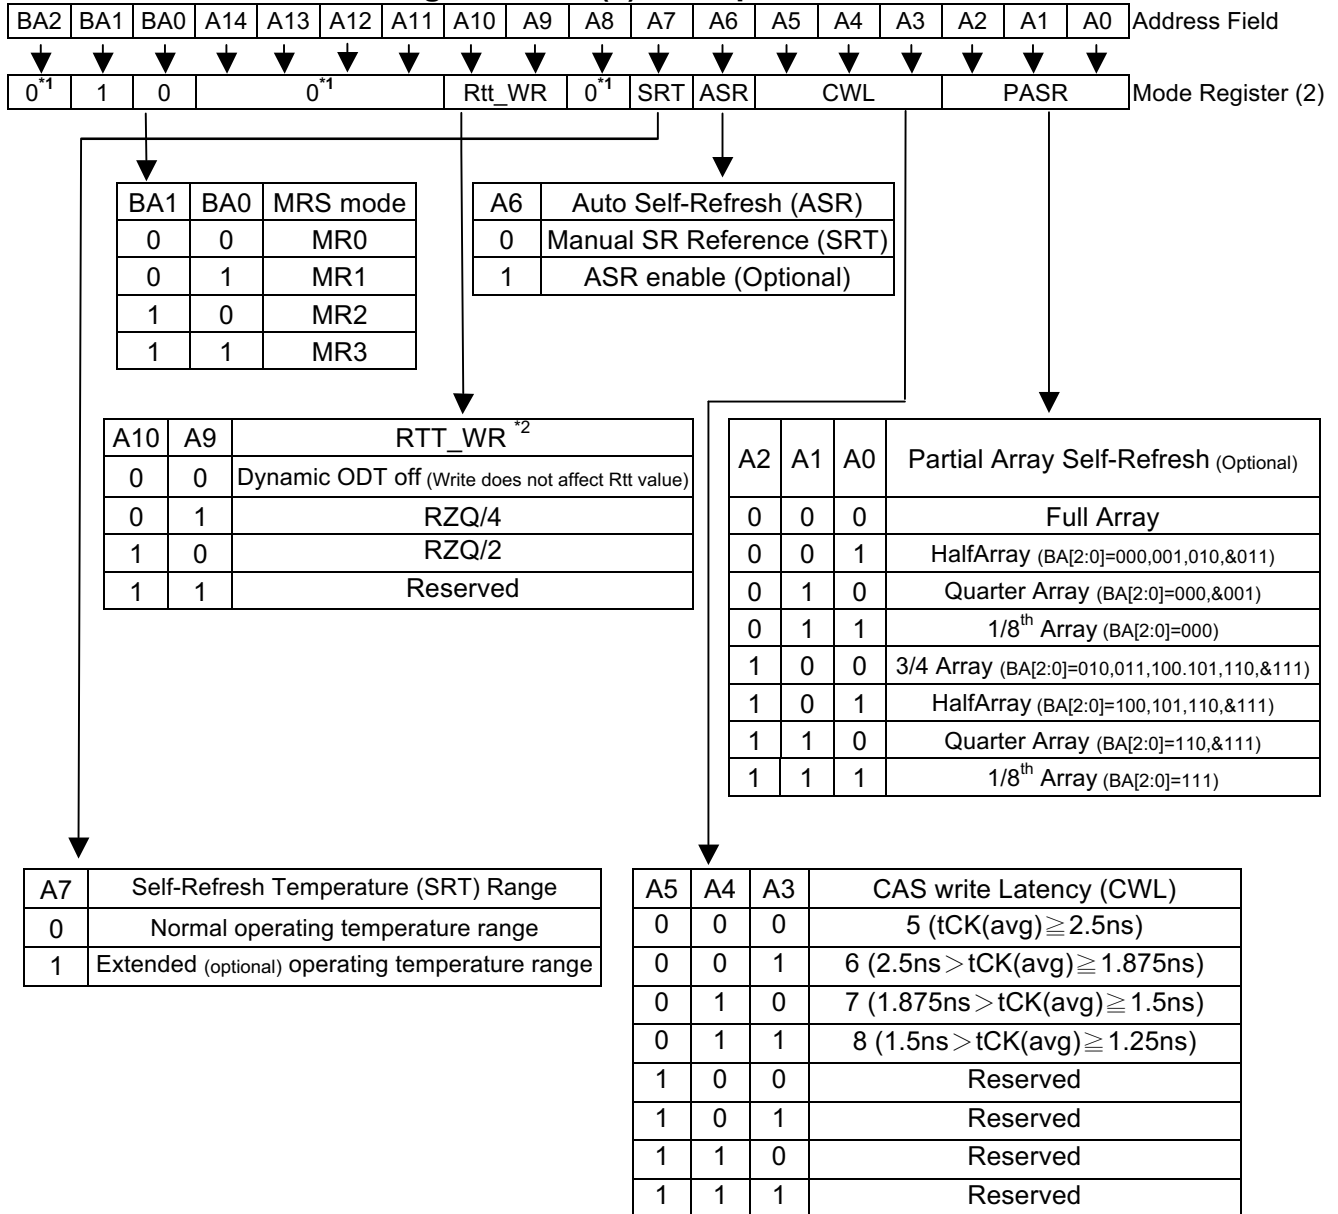 BA2 BA1 BA0 A14 A13 A12 A11 A10 A9 A8 A7 A6 A5 A4 A3 A2 A1 A0 Address Field
0*1 1 0 0*1 Rtt_WR 0*1 SRT ASR CWL PASR Mode Register (2)
BA1 BA0 MRS mode
0 0 MR0
0 1 MR1
1 0 MR2
1 1 MR3
A6 Auto Self-Refresh (ASR)
0 Manual SR Reference (SRT)
1 ASR enable (Optional)
A10 A9 RTT_WR *2
0 0 Dynamic ODT off (Write does not affect Rtt value)
0 1 RZQ/4
1 0 RZQ/2
1 1 Reserved
A2 A1 A0 Partial Array Self-Refresh (Optional)
0 0 0 Full Array
0 0 1 HalfArray (BA[2:0]=000,001,010,&011)
0 1 0 Quarter Array (BA[2:0]=000,&001)
0 1 1 1/8th Array (BA[2:0]=000)
1 0 0 3/4 Array (BA[2:0]=010,011,100.101,110,&111)
1 0 1 HalfArray (BA[2:0]=100,101,110,&111)
1 1 0 Quarter Array (BA[2:0]=110,&111)
1 1 1 1/8th Array (BA[2:0]=111)
A7 Self-Refresh Temperature (SRT) Range
0 Normal operating temperature range
1 Extended (optional) operating temperature range
A5 A4 A3 CAS write Latency (CWL)
0 0 0 5 (tCK(avg)≧2.5ns)
0 0 1 6 (2.5ns>tCK(avg)≧1.875ns)
0 1 0 7 (1.875ns>tCK(avg)≧1.5ns)
0 1 1 8 (1.5ns>tCK(avg)≧1.25ns)
1 0 0 Reserved
1 0 1 Reserved
1 1 0 Reserved
1 1 1 Reserved